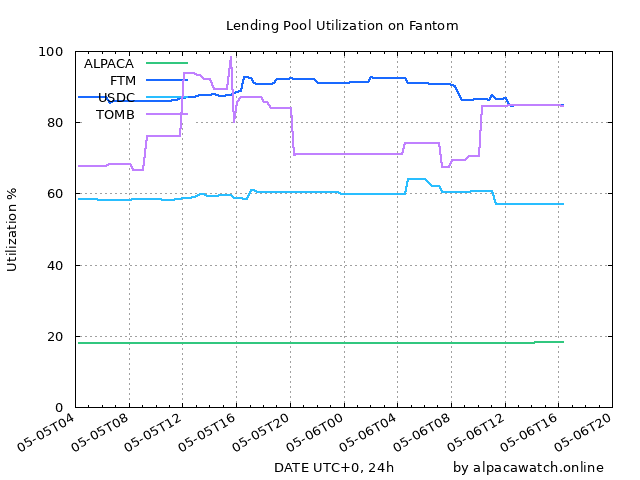 Lending Pool Utilization on Fantom
100
80
60
40
20
0
Utilization %
ALPACA
FTM
USDC
TOMB
05-05T04
05-05T08
05-05T12
05-05T16
05-05T20
05-06T00
05-06T04
05-06T08
05-06T12
05-06T16
05-06T20
DATE UTC+0, 24h
by alpacawatch.online